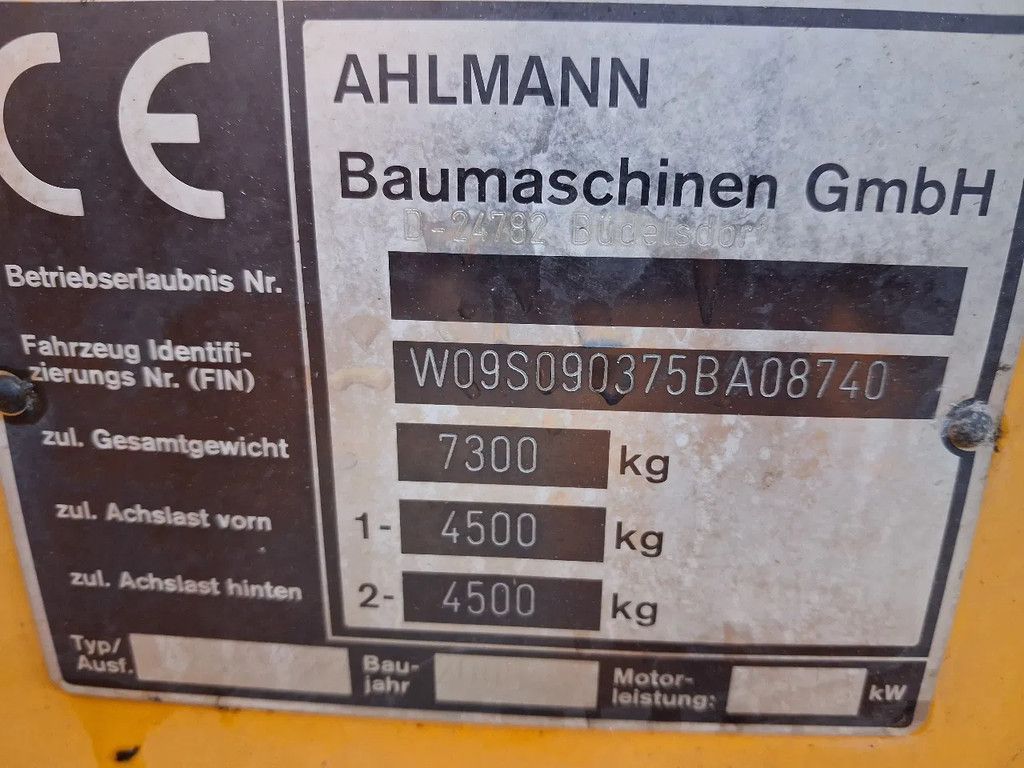 CE
AHLMANN
Baumaschinen GmbH
D-24782 Büdelsdorf
Betriebserlaubnis Nr.
Fahrzeug Identifi-
zierungs Nr. (FIN) W09S090375BA08740
zul. Gesamtgewicht 7300 kg
zul. Achslast vorn 1- 4500 kg
zul. Achslast hinten 2- 4500 kg
Typ/
Ausf.
Bau-
jahr
Motor-
leistung: kW